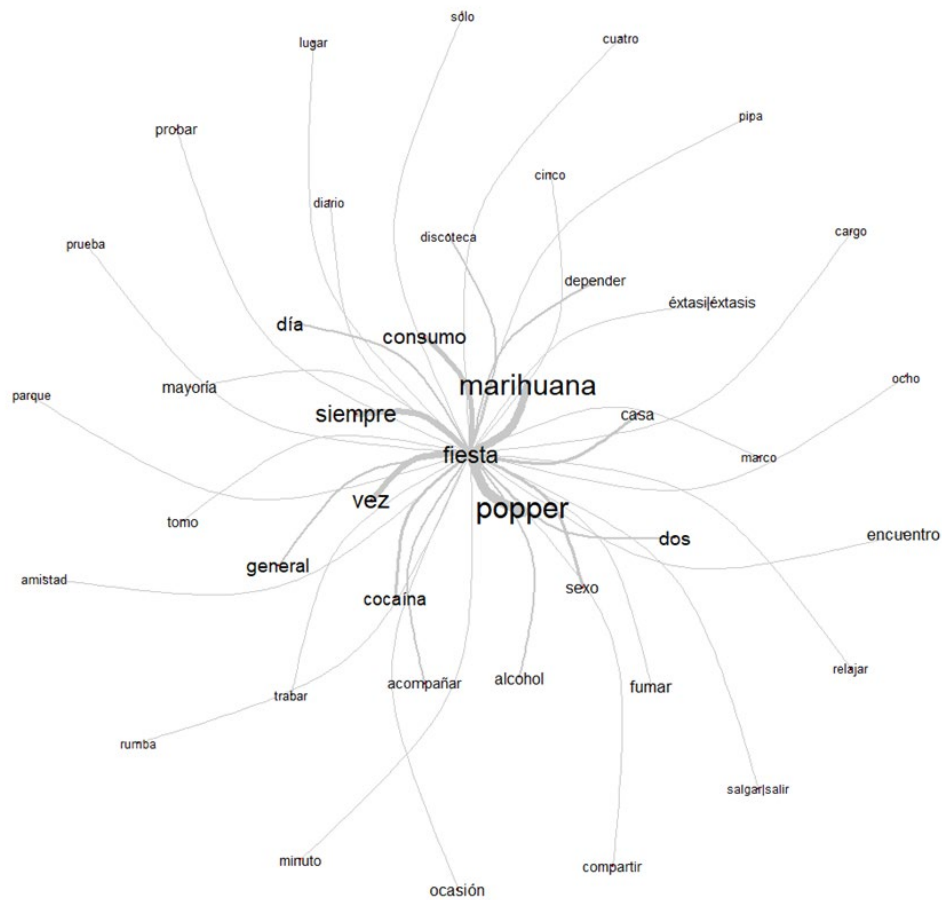 sólo
cuatro
lugar
pipa
probar
cinco
diario
cargo
discoteca
prueba
depender
éxtasi|éxtasis
día
consumo
ocho
marihuana
mayoría
parque
siempre
casa
fiesta
marco
vez
popper
tomo
encuentro
dos
general
amistad
sexo
cocaína
relajar
alcohol
acompañar
fumar
trabar
rumba
salgar|salir
minuto
compartir
ocasión